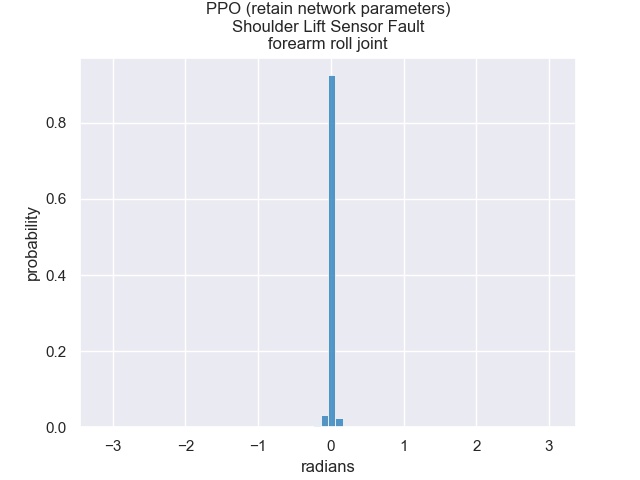 PPO (retain network parameters)
Shoulder Lift Sensor Fault
forearm roll joint
probability
0.8
0.6
0.4
0.2
0.0
−3 −2 −1 0 1 2 3
radians